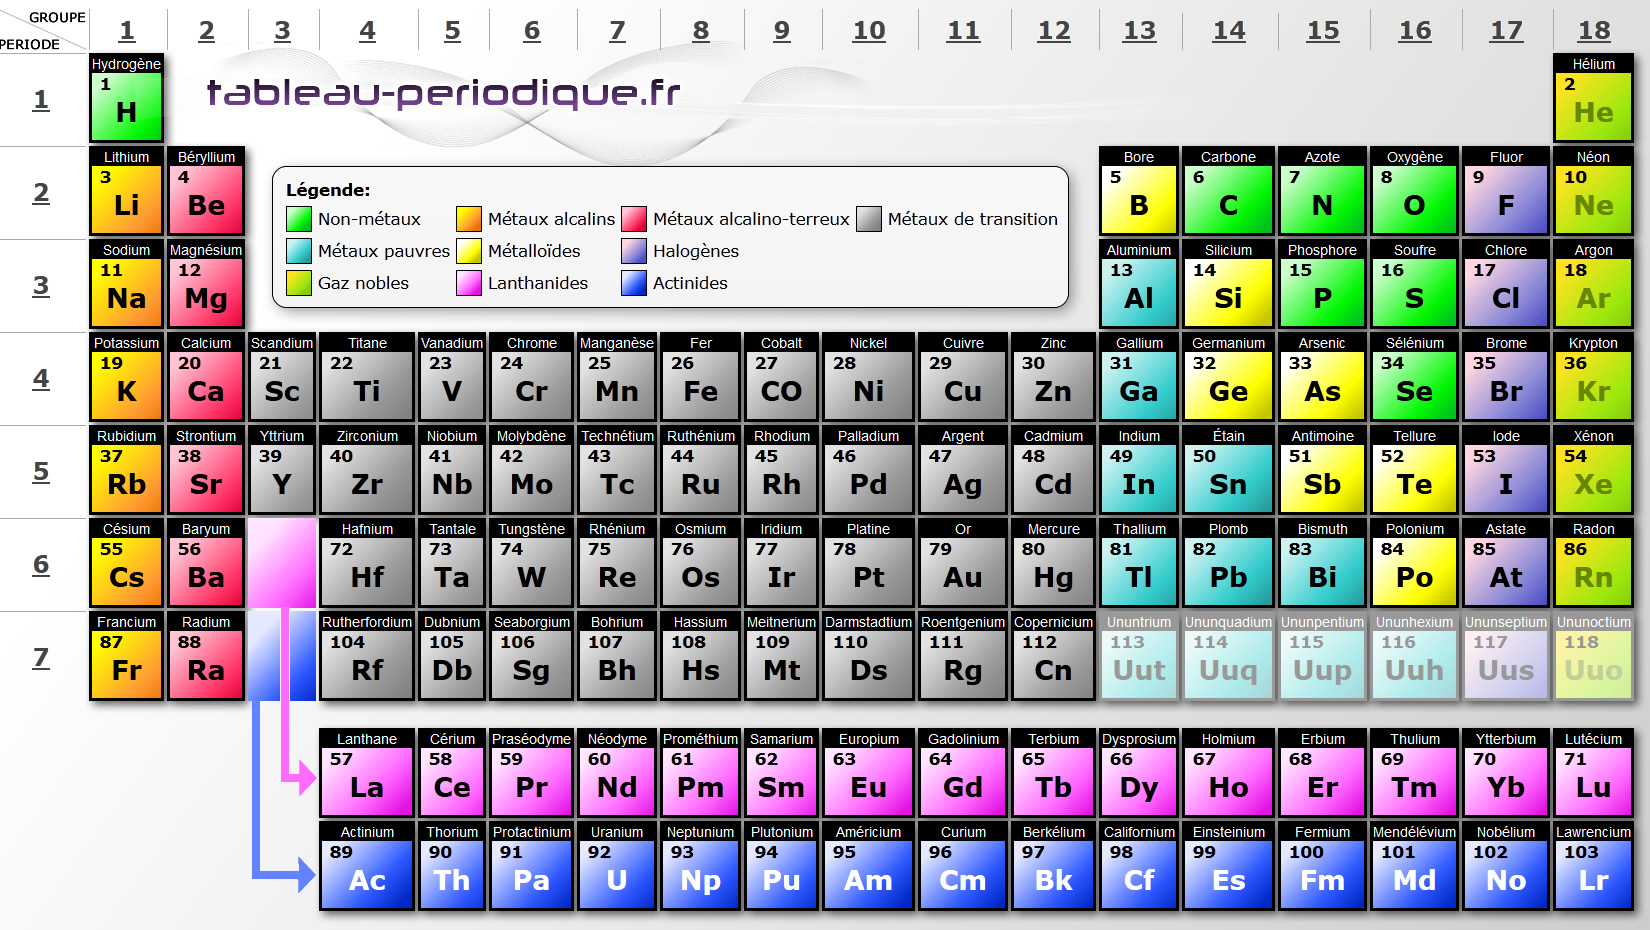 GROUPE
PERIODE
1 2 3 4 5 6 7 8 9 10 11 12 13 14 15 16 17 18
tableau-periodique.fr
1
Hydrogène Hélium
1 2
H He
2
Lithium Béryllium Bore Carbone Azote Oxygène Fluor Néon
3 4 5 6 7 8 9 10
Li Be B C N O F Ne
Légende:
Non-métaux Métaux alcalins Métaux alcalino-terreux Métaux de transition
Métaux pauvres Métalloïdes Halogènes
Gaz nobles Lanthanides Actinides
3
Sodium Magnésium Aluminium Silicium Phosphore Soufre Chlore Argon
11 12 13 14 15 16 17 18
Na Mg Al Si P S Cl Ar
4
Potassium Calcium Scandium Titane Vanadium Chrome Manganèse Fer Cobalt Nickel Cuivre Zinc Gallium Germanium Arsenic Sélénium Brome Krypton
19 20 21 22 23 24 25 26 27 28 29 30 31 32 33 34 35 36
K Ca Sc Ti V Cr Mn Fe CO Ni Cu Zn Ga Ge As Se Br Kr
5
Rubidium Strontium Yttrium Zirconium Niobium Molybdène Technétium Ruthénium Rhodium Palladium Argent Cadmium Indium Étain Antimoine Tellure Iode Xénon
37 38 39 40 41 42 43 44 45 46 47 48 49 50 51 52 53 54
Rb Sr Y Zr Nb Mo Tc Ru Rh Pd Ag Cd In Sn Sb Te I Xe
6
Césium Baryum Hafnium Tantale Tungstène Rhénium Osmium Iridium Platine Or Mercure Thallium Plomb Bismuth Polonium Astate Radon
55 56 72 73 74 75 76 77 78 79 80 81 82 83 84 85 86
Cs Ba Hf Ta W Re Os Ir Pt Au Hg Tl Pb Bi Po At Rn
7
Francium Radium Rutherfordium Dubnium Seaborgium Bohrium Hassium Meitnerium Darmstadtium Roentgenium Copernicium Ununtrium Ununquadium Ununpentium Ununhexium Ununseptium Ununoctium
87 88 104 105 106 107 108 109 110 111 112 113 114 115 116 117 118
Fr Ra Rf Db Sg Bh Hs Mt Ds Rg Cn Uut Uuq Uup Uuh Uus Uuo
Lanthane Cérium Praséodyme Néodyme Prométhium Samarium Europium Gadolinium Terbium Dysprosium Holmium Erbium Thulium Ytterbium Lutécium
57 58 59 60 61 62 63 64 65 66 67 68 69 70 71
La Ce Pr Nd Pm Sm Eu Gd Tb Dy Ho Er Tm Yb Lu
Actinium Thorium Protactinium Uranium Neptunium Plutonium Américium Curium Berkélium Californium Einsteinium Fermium Mendélévium Nobélium Lawrencium
89 90 91 92 93 94 95 96 97 98 99 100 101 102 103
Ac Th Pa U Np Pu Am Cm Bk Cf Es Fm Md No Lr